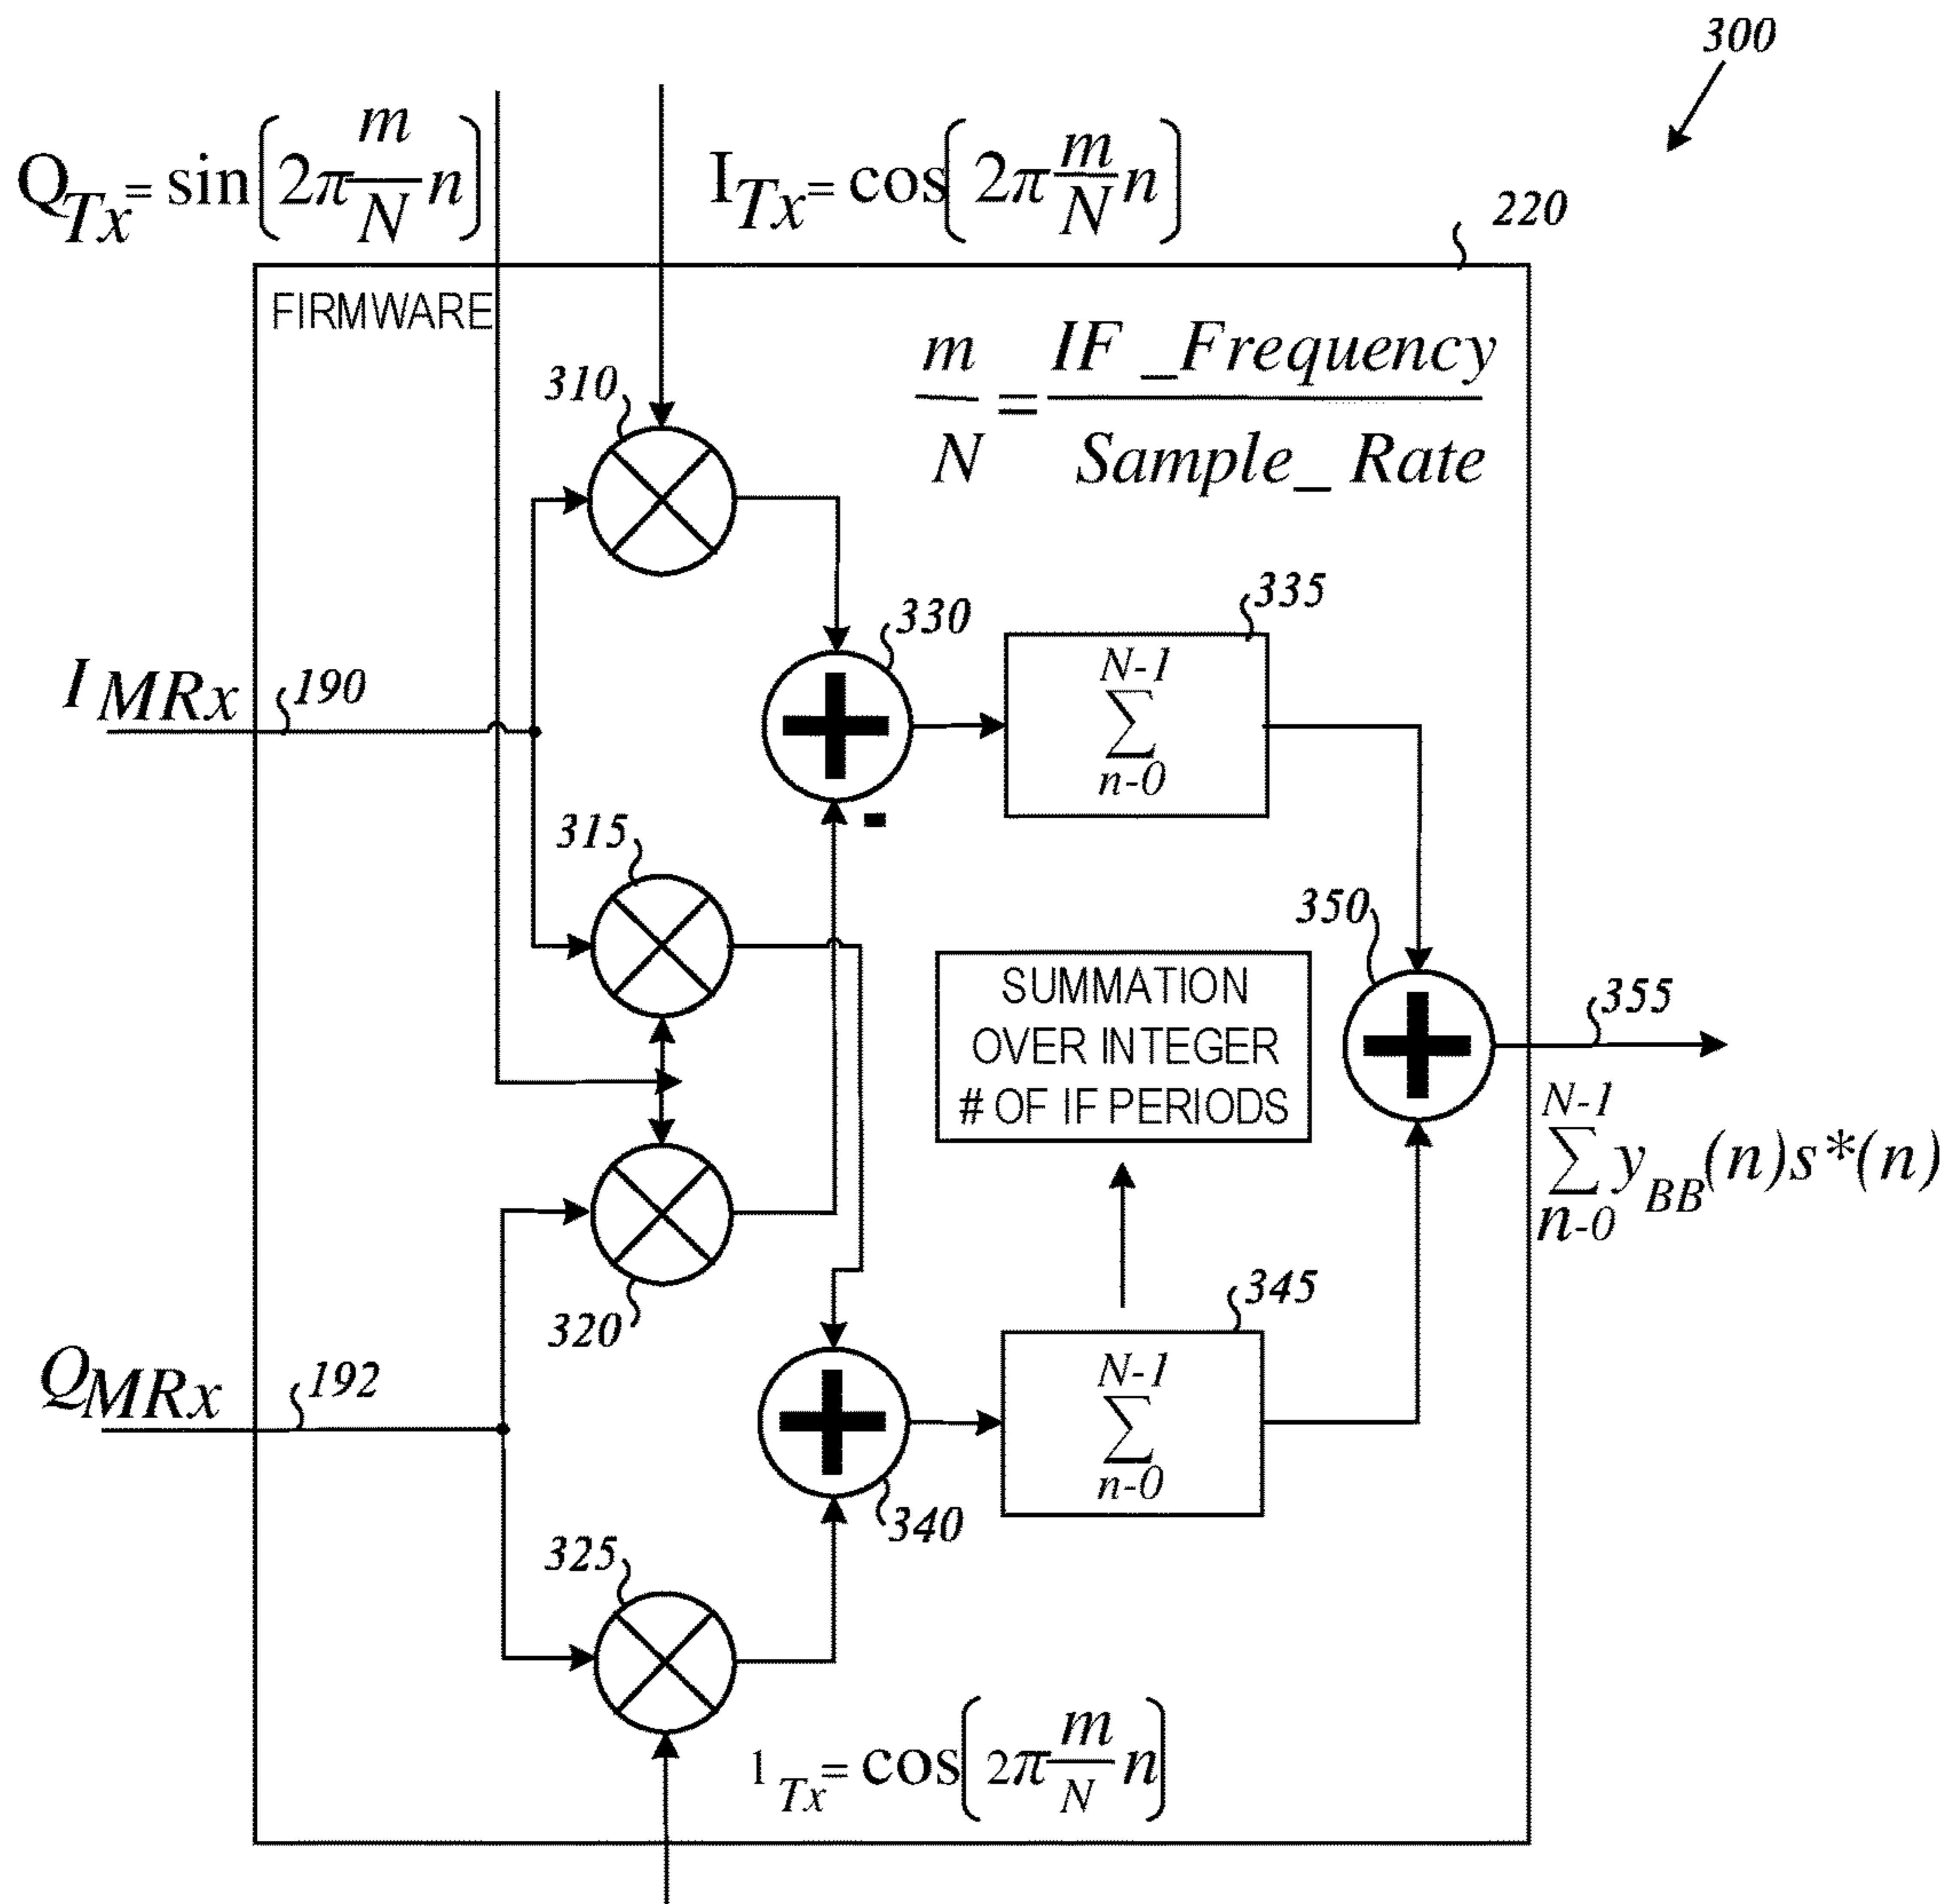 300
Q_Tx = sin(2π m/N n)
I_Tx = cos(2π m/N n)
220
FIRMWARE
m/N = IF_Frequency/Sample_Rate
310
330
335
N-1
∑
n-0
I MRx
190
-
315
350
SUMMATION
OVER INTEGER
# OF IF PERIODS
355
N-1
∑ y_BB(n)s*(n)
n-0
320
345
N-1
∑
n-0
Q MRx
192
340
325
1_Tx = cos(2π m/N n)